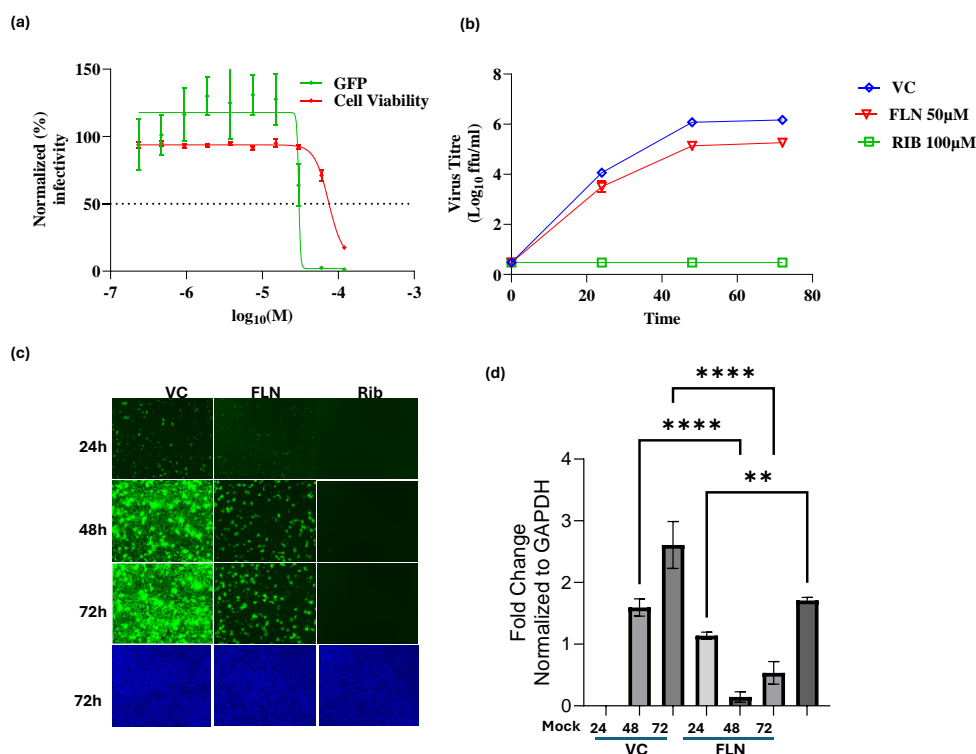 (a)
150
100
50
0
Normalized (%)
infectivity
GFP
Cell Viability
-7
-6
-5
-4
-3
log10(M)
(b)
8
6
4
2
0
Virus Titre
(Log10 ffu/ml)
0
20
40
60
80
Time
VC
FLN 50µM
RIB 100µM
(c)
VC
FLN
Rib
24h
48h
72h
72h
(d)
****
****
**
4
3
2
1
0
Fold Change
Normalized to GAPDH
Mock
24
48
72
24
48
72
VC
FLN